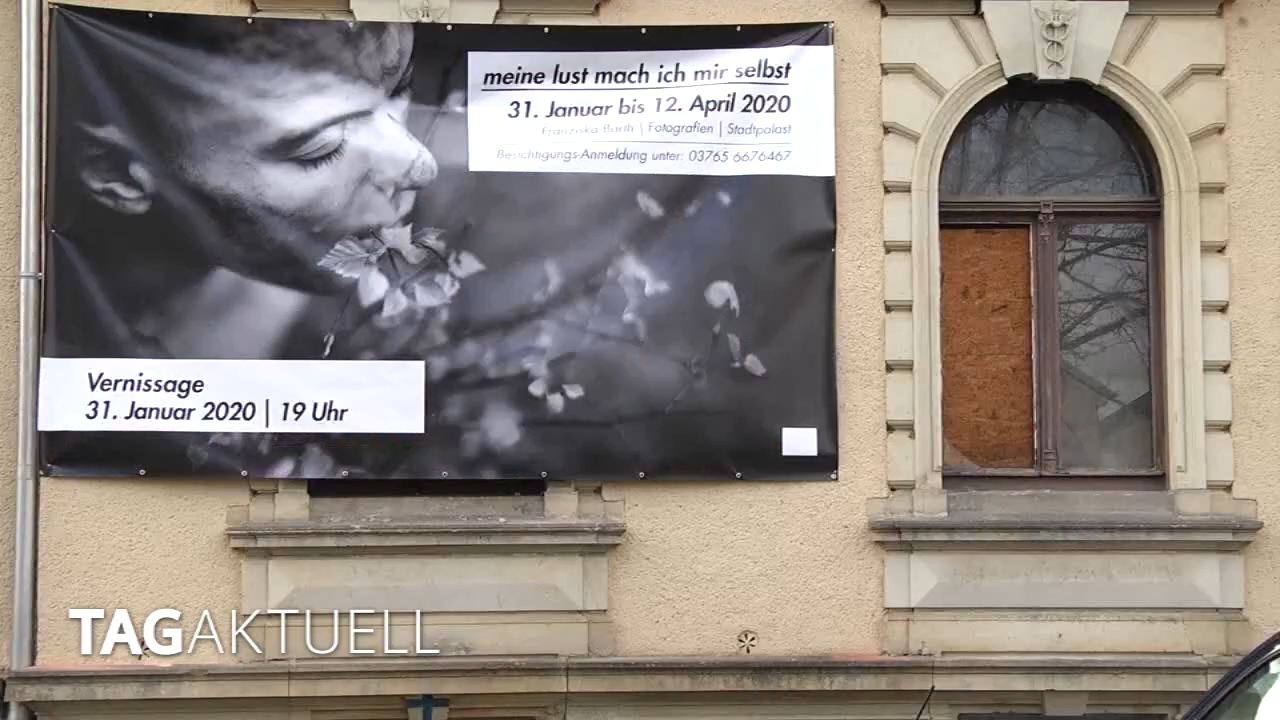 meine lust mach ich mir selbst
31. Januar bis 12. April 2020
Franziska Barth | Fotografien | Stadtpalast
Besichtigungs-Anmeldung unter: 03765 6676467
Vernissage
31. Januar 2020 | 19 Uhr
TAGAKTUELL